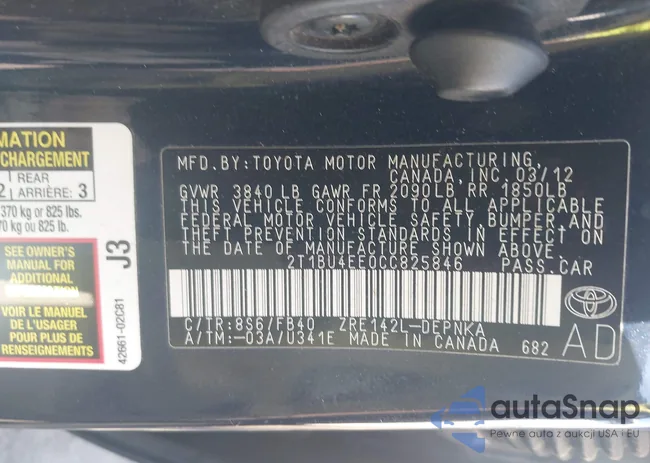 MATION
CHARGEMENT
1 REAR
2 ARRIÈRE: 3
370 kg or 825 lbs.
70 kg ou 825 lb.
SEE OWNER'S
MANUAL FOR
ADDITIONAL
VOIR LE MANUEL
DE L'USAGER
POUR PLUS DE
RENSEIGNEMENTS
J3
42661-02C81
MFD.BY:TOYOTA MOTOR MANUFACTURING,
CANADA,INC.03/12
GVWR 3840LB GAWR FR 2090LB RR 1850LB
THIS VEHICLE CONFORMS TO ALL APPLICABLE
FEDERAL MOTOR VEHICLE SAFETY, BUMPER, AND
THEFT PREVENTION STANDARDS IN EFFECT ON
THE DATE OF MANUFACTURE SHOWN ABOVE.
2T1BU4EE0CC825846 PASS.CAR
C/TR:8S6/FB40 ZRE142L-DEPNKA
A/TM:-03A/U341E MADE IN CANADA 682
AD
autaSnap
Pewne auta z aukcji USA i EU